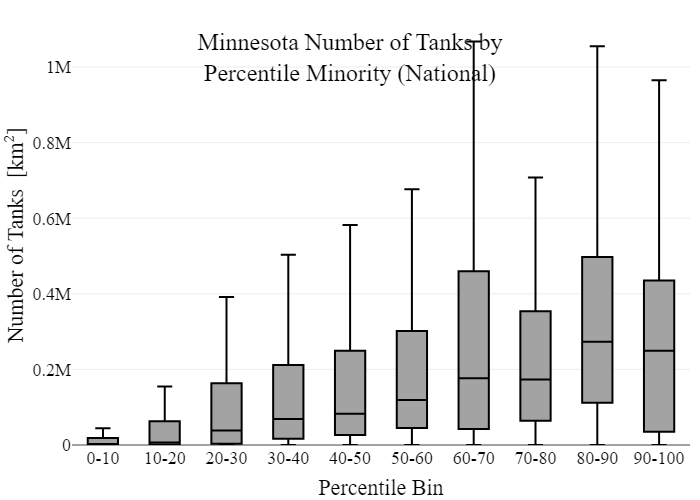 Minnesota Number of Tanks by
Percentile Minority (National)
Number of Tanks [km²]
1M
0.8M
0.6M
0.4M
0.2M
0
0-10 10-20 20-30 30-40 40-50 50-60 60-70 70-80 80-90 90-100
Percentile Bin